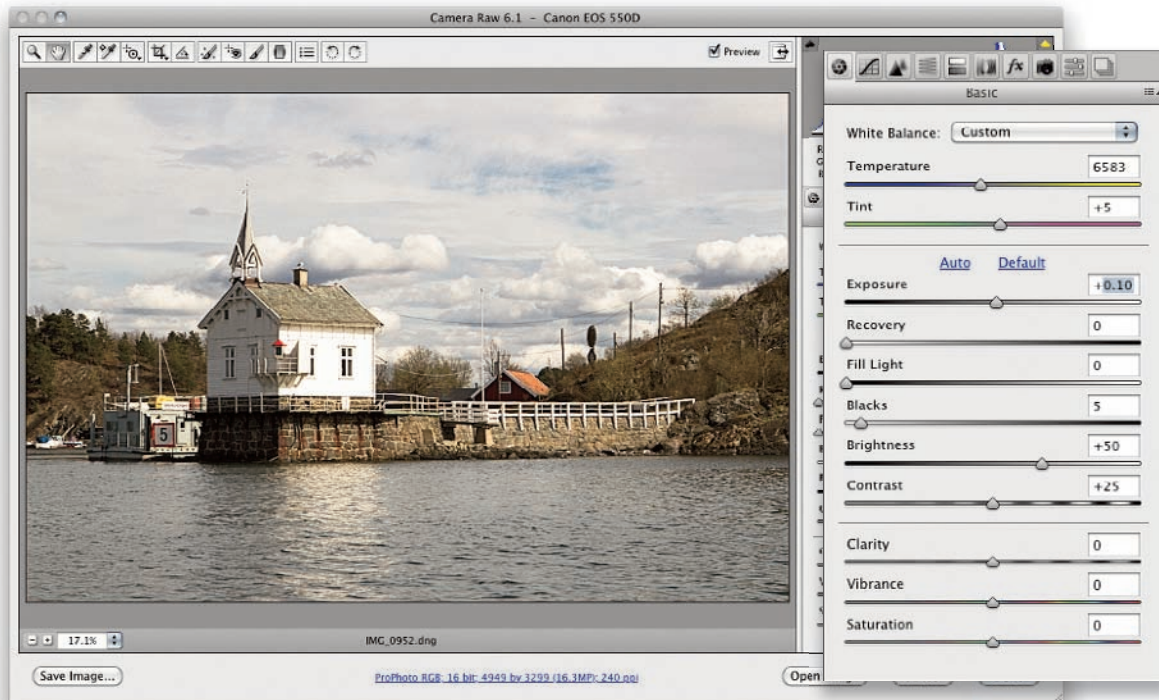 Camera Raw 6.1 - Canon EOS 550D
Preview
5
17.1%
IMG_0952.dng
Save Image...
ProPhoto RGB; 16 bit; 4949 by 3299 (16.3MP); 240 ppi
Open
fx
Basic
White Balance: Custom
Temperature 6583
Tint +5
Auto Default
Exposure +0.10
Recovery 0
Fill Light 0
Blacks 5
Brightness +50
Contrast +25
Clarity 0
Vibrance 0
Saturation 0